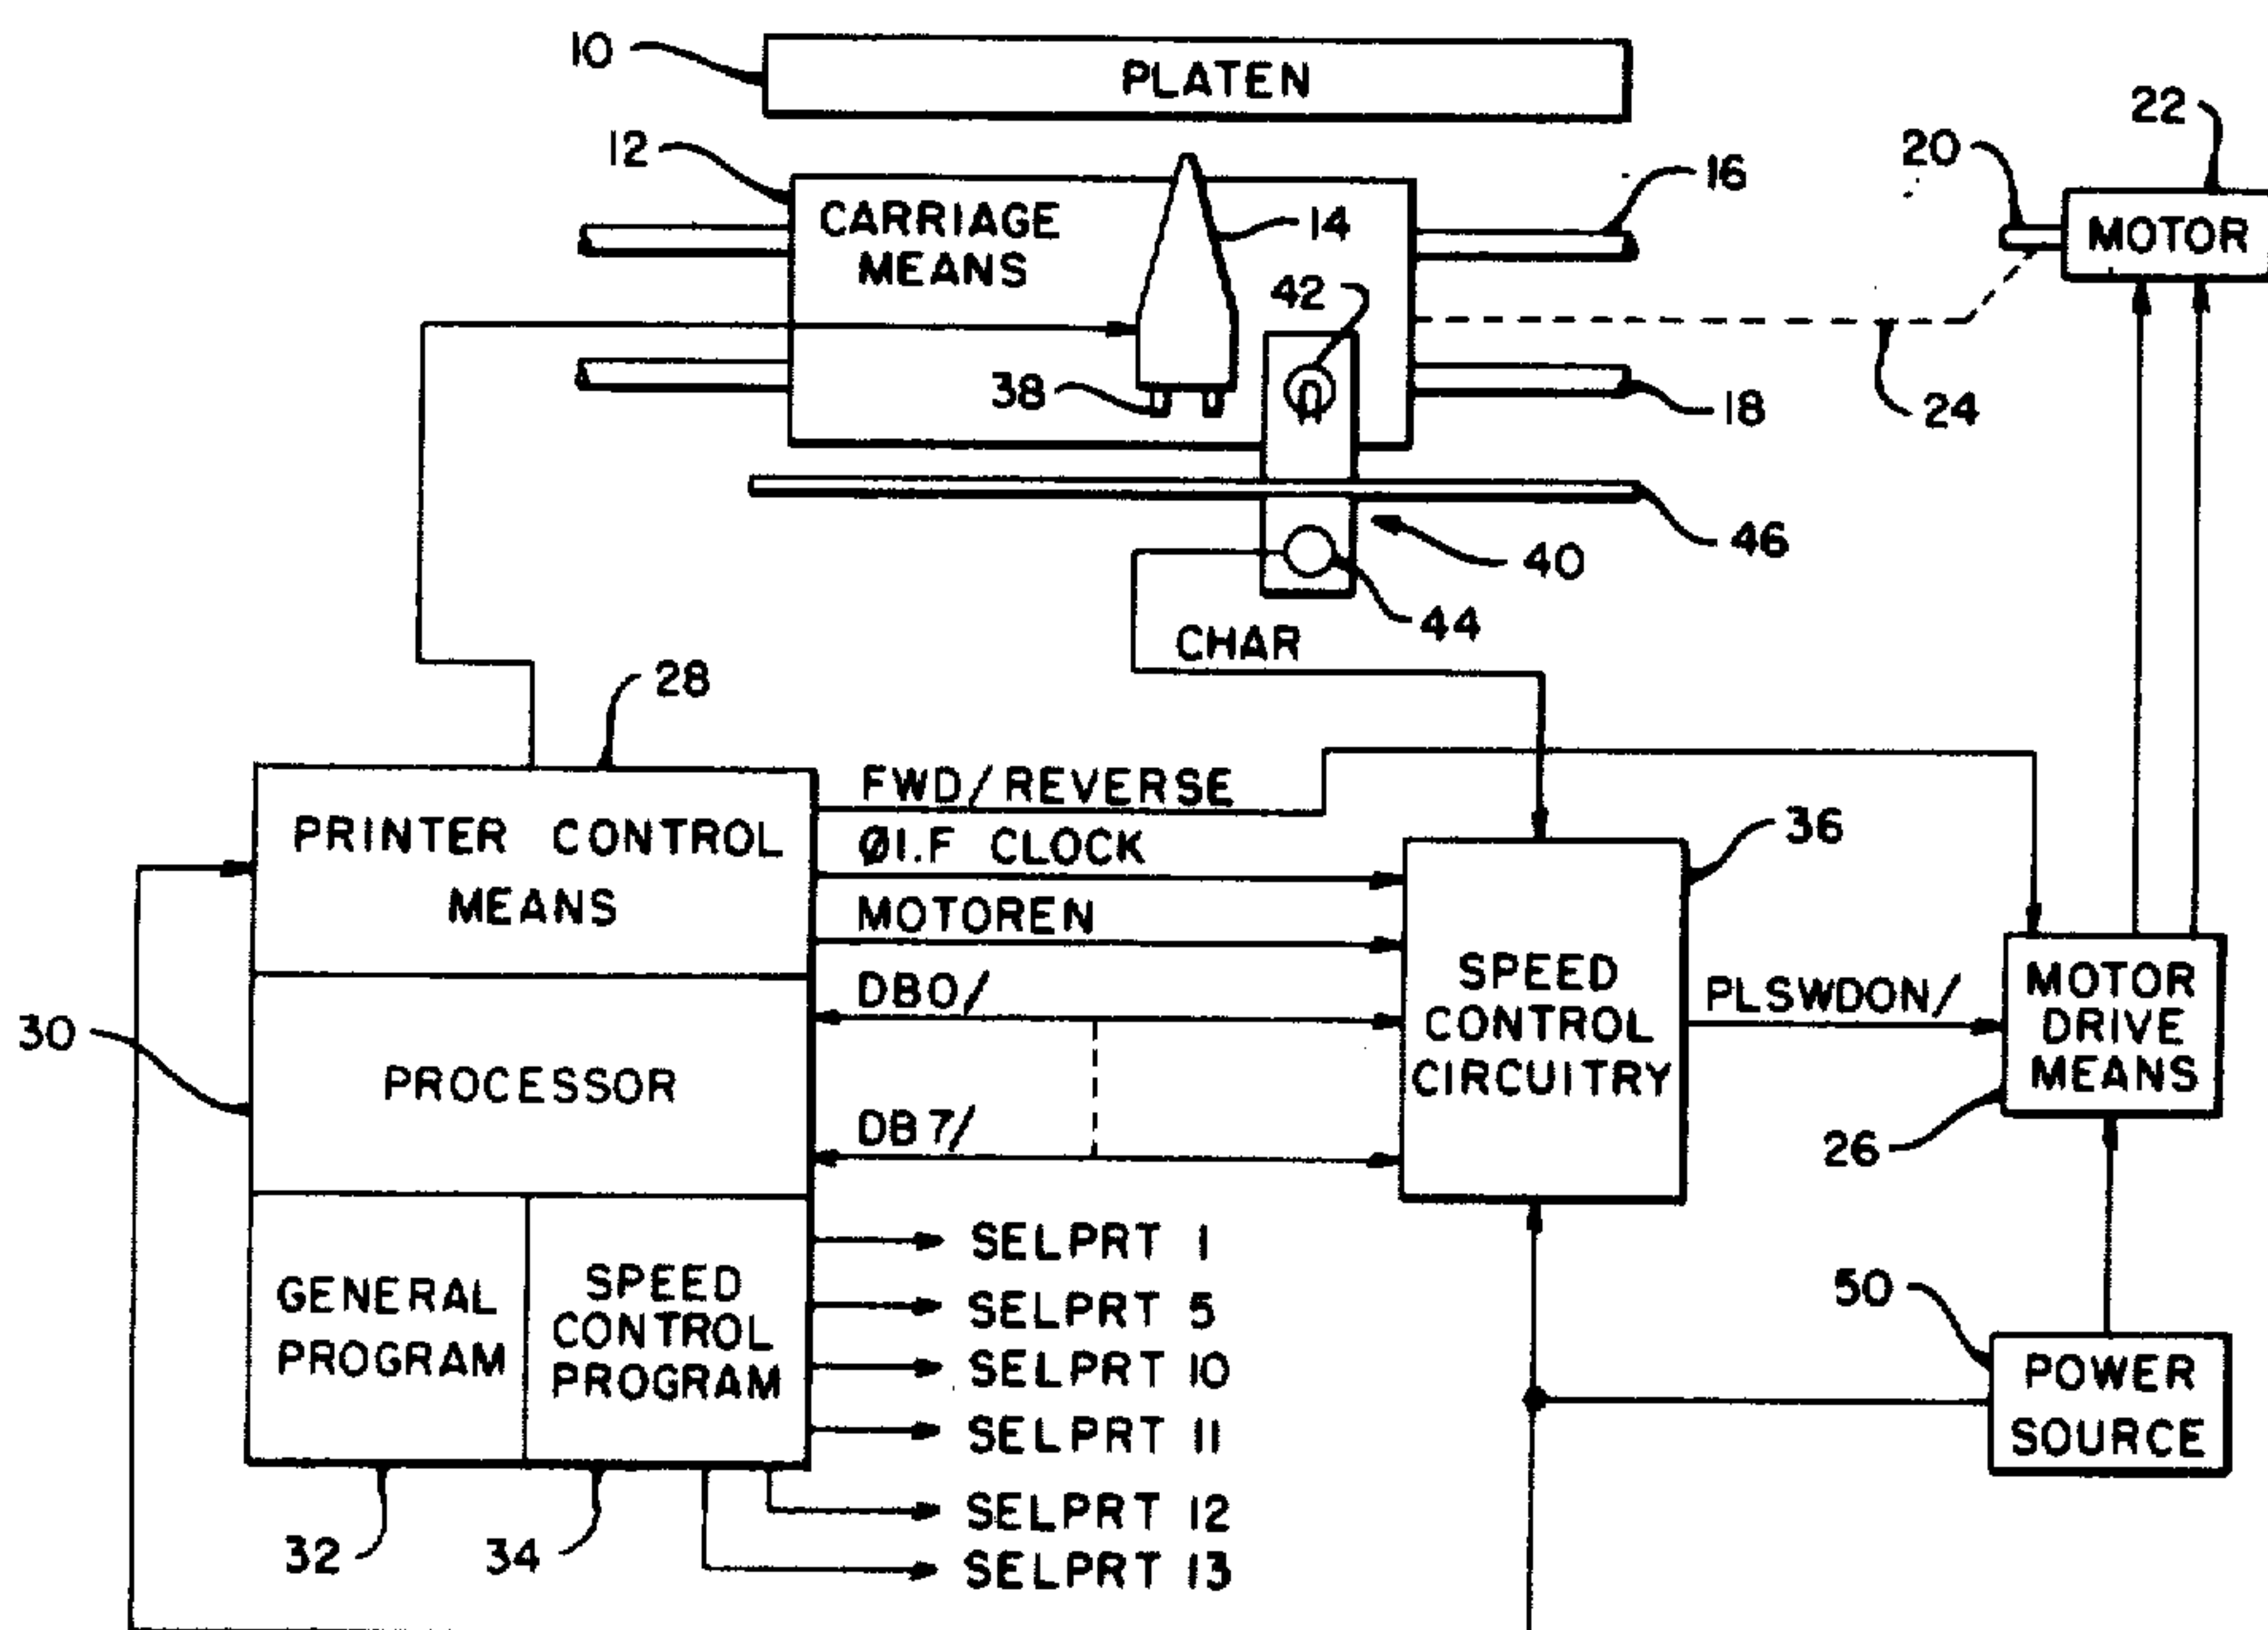 10
PLATEN
22
12
20
16
CARRIAGE
MEANS
14
MOTOR
42
38
18
24
46
40
44
CHAR
28
FWD/REVERSE
PRINTER CONTROL
MEANS
Ø1.F CLOCK
36
MOTOREN
DB0/
SPEED
CONTROL
CIRCUITRY
PLSWDON/
MOTOR
DRIVE
MEANS
30
PROCESSOR
DB7/
26
SELPRT 1
GENERAL
PROGRAM
SPEED
CONTROL
PROGRAM
SELPRT 5
50
SELPRT 10
POWER
SOURCE
SELPRT 11
SELPRT 12
32
34
SELPRT 13